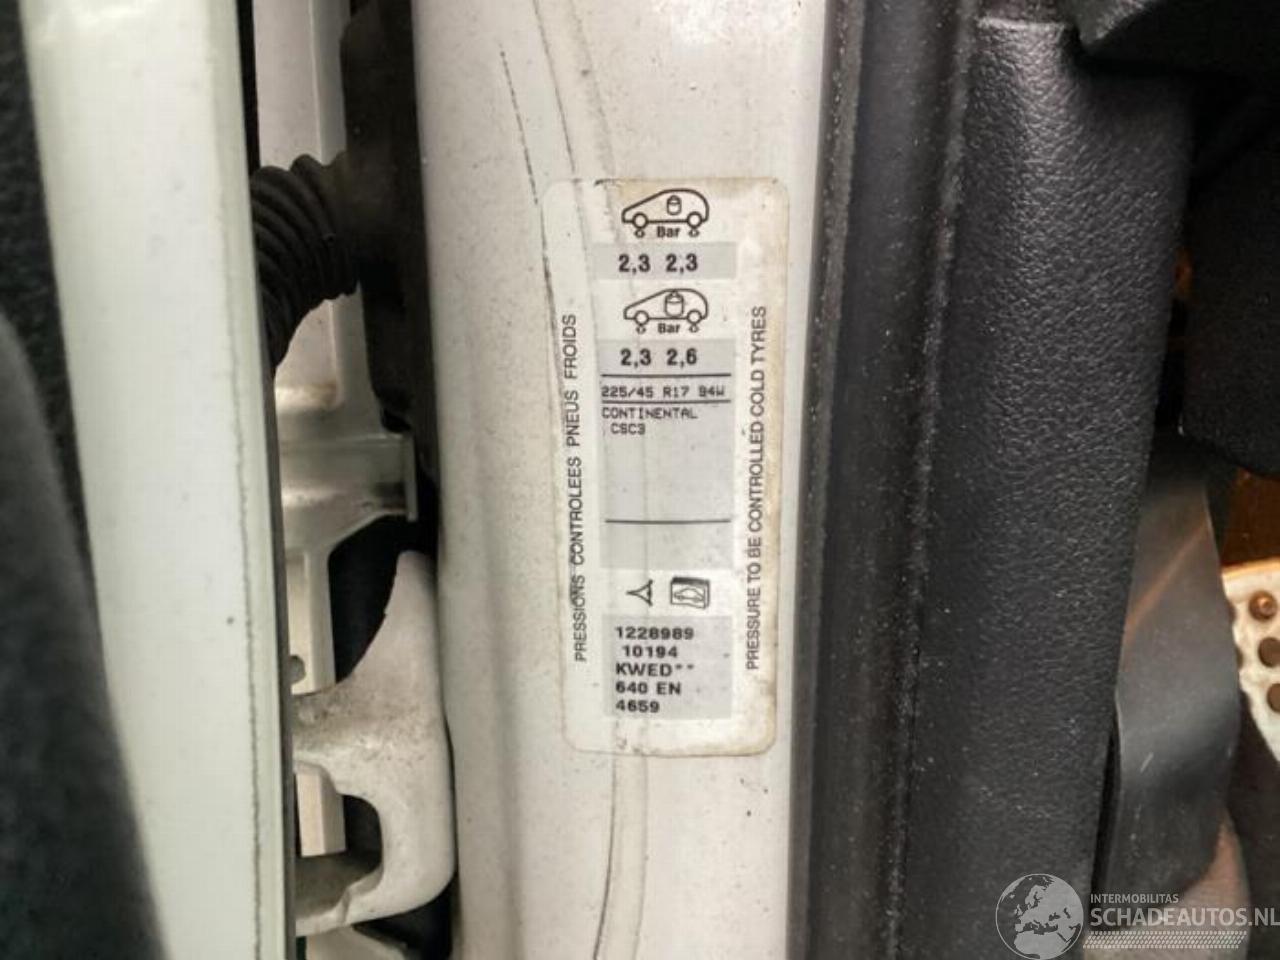 Bar
2,3 2,3
Bar
2,3 2,6
225/45 R17 94W
CONTINENTAL
CSC3
1228989
10194
KWED**
640 EN
4659
PRESSIONS CONTROLEES PNEUS FROIDS
PRESSURE TO BE CONTROLLED COLD TYRES
INTERMOBILITAS
SCHADEAUTOS.NL